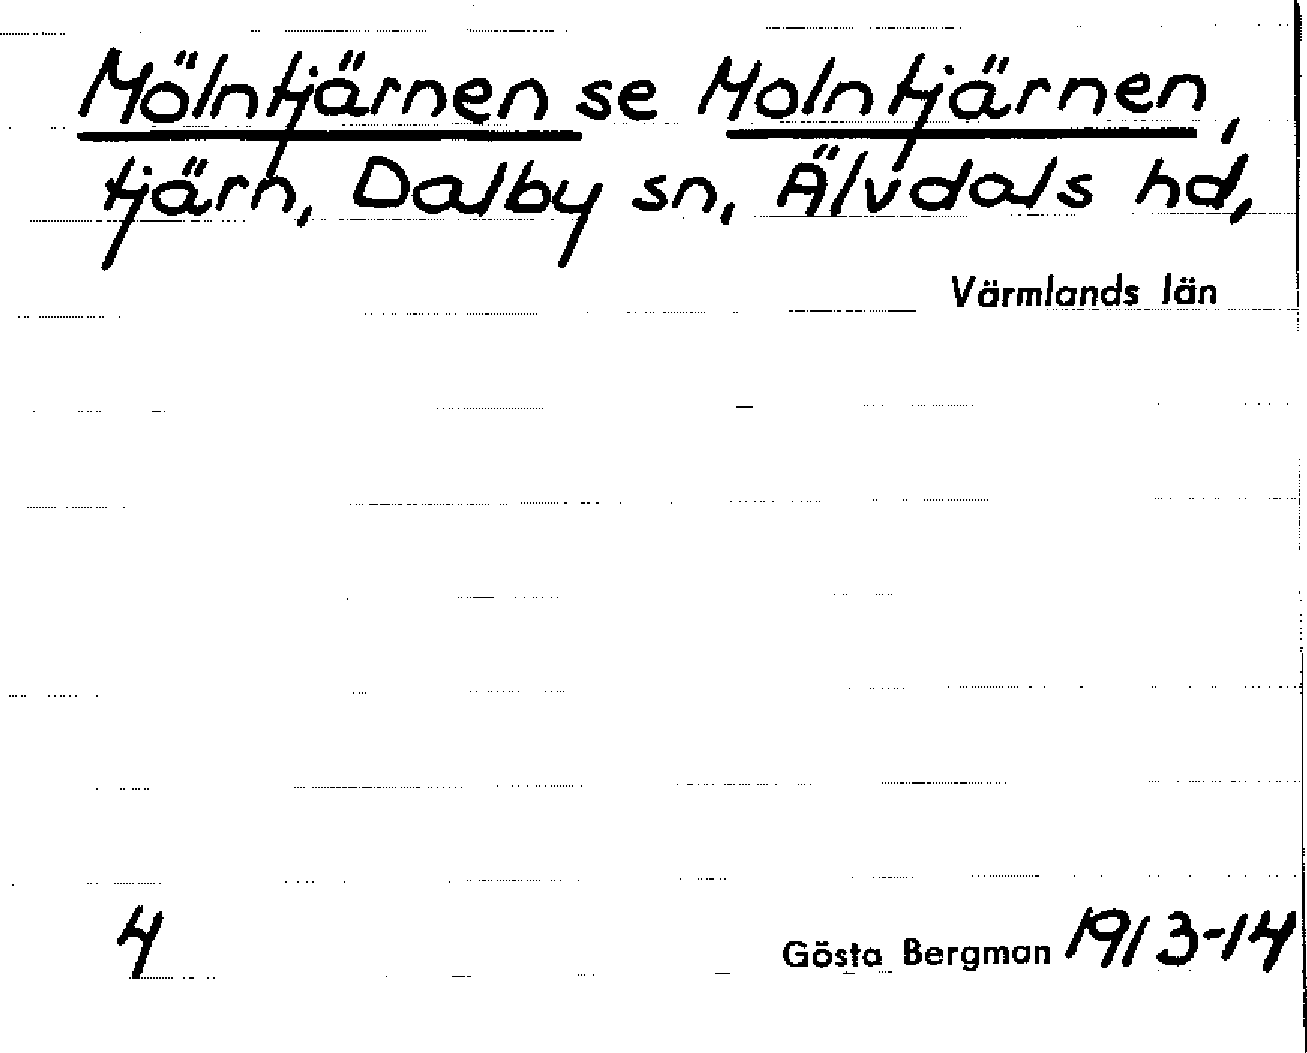 Mölntjärnen se Molntjärnen,
tjärn, Dalby sn, Älvdals hd,
Värmlands län
4
Gösta Bergman 1913-14